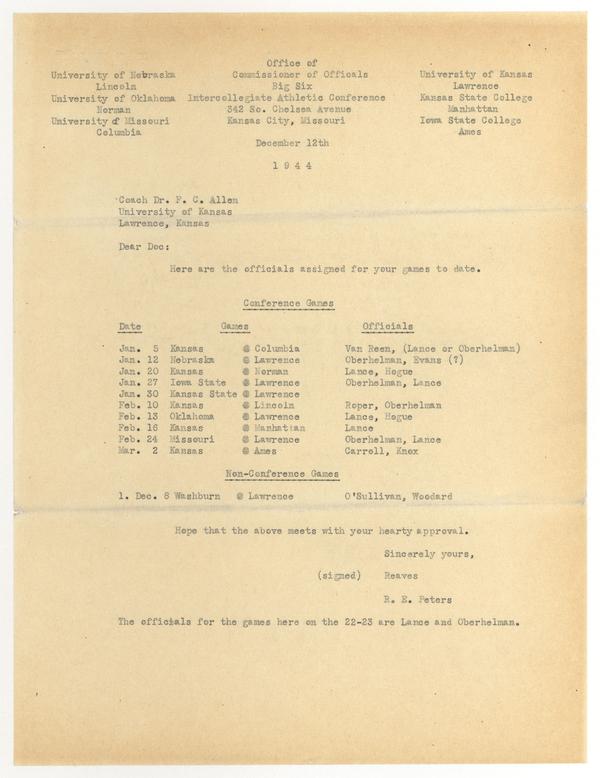 Office of
University of Nebraska Commissioner of Officals University of Kansas
Lincoln Big Six Lawrence
University of Oklahoma Intercollegiate Athletic Conference Kansas State College
Norman 342 So. Chelsea Avenue Manhattan
University of Missouri Kansas City, Missouri Iowa State College
Columbia Ames
December 12th
1 9 4 4
Coach Dr. F. C. Allen
University of Kansas
Lawrence, Kansas
Dear Doc:
Here are the officials assigned for your games to date.
Conference Games
Date Games Officials
Jan. 5 Kansas @ Columbia Van Reen, (Lance or Oberhelman)
Jan. 12 Nebraska @ Lawrence Oberhelman, Evans (?)
Jan. 20 Kansas @ Norman Lance, Hogue
Jan. 27 Iowa State @ Lawrence Oberhelman, Lance
Jan. 30 Kansas State @ Lawrence
Feb. 10 Kansas @ Lincoln Roper, Oberhelman
Feb. 13 Oklahoma @ Lawrence Lance, Hogue
Feb. 16 Kansas @ Manhattan Lance
Feb. 24 Missouri @ Lawrence Oberhelman, Lance
Mar. 2 Kansas @ Ames Carroll, Knox
Non-Conference Games
1. Dec. 8 Washburn @ Lawrence O'Sullivan, Woodard
Hope that the above meets with your hearty approval.
Sincerely yours,
(signed) Reaves
R. E. Peters
The officials for the games here on the 22-23 are Lance and Oberhelman.